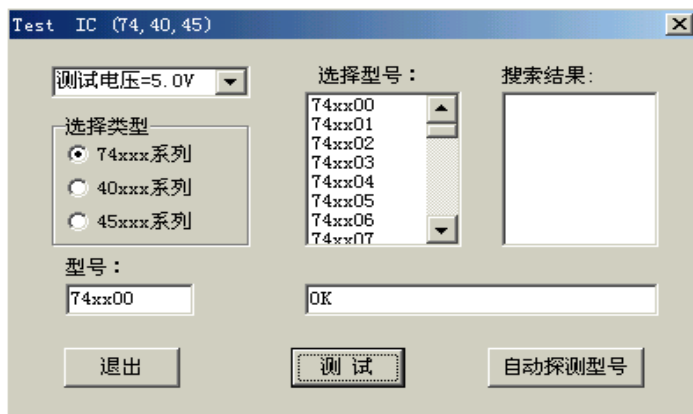 Test IC (74,40,45)
测试电压=5.0V
选择类型
74xxx系列
40xxx系列
45xxx系列
型号：
74xx00
选择型号：
74xx00
74xx01
74xx02
74xx03
74xx04
74xx05
74xx06
74xx07
搜索结果:
OK
退出
测 试
自动探测型号